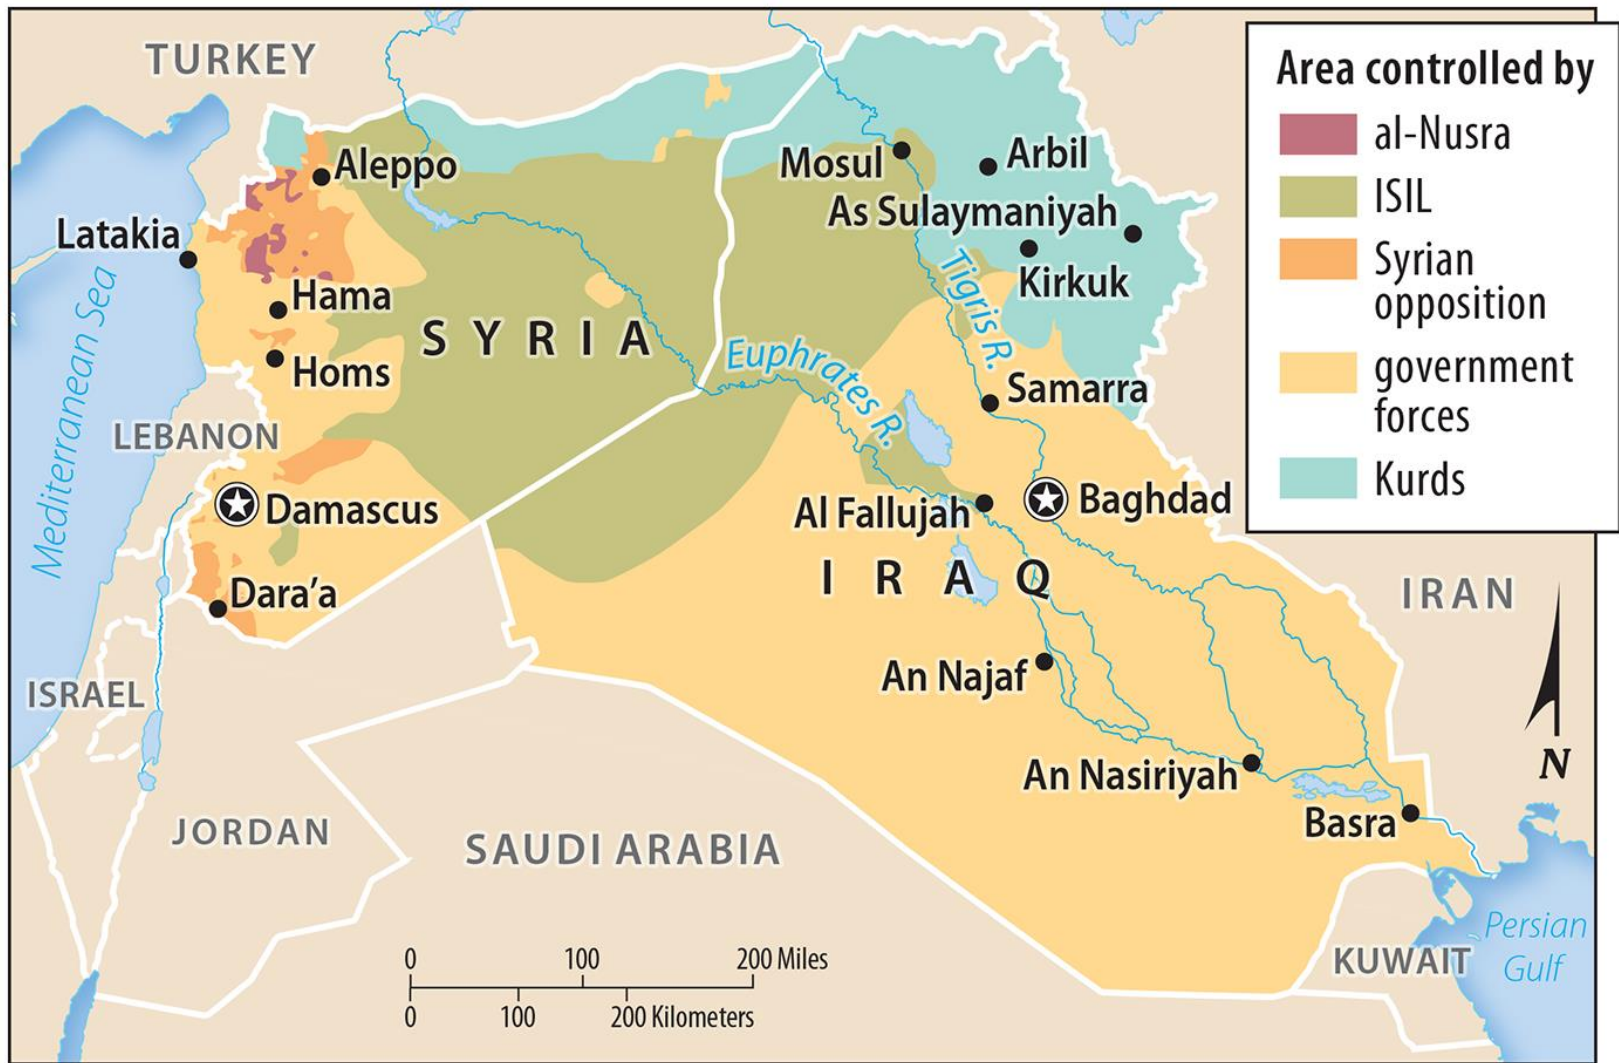 TURKEY
Aleppo
Latakia
Hama
Homs
SYRIA
Mediterranean Sea
LEBANON
Damascus
Dara'a
ISRAEL
JORDAN
SAUDI ARABIA
Mosul
Arbil
As Sulaymaniyah
Kirkuk
Tigris R.
Euphrates R.
Samarra
Al Fallujah
Baghdad
IRAQ
An Najaf
An Nasiriyah
Basra
IRAN
KUWAIT
Persian
Gulf
N
0 100 200 Miles
0 100 200 Kilometers
Area controlled by
al-Nusra
ISIL
Syrian
opposition
government
forces
Kurds